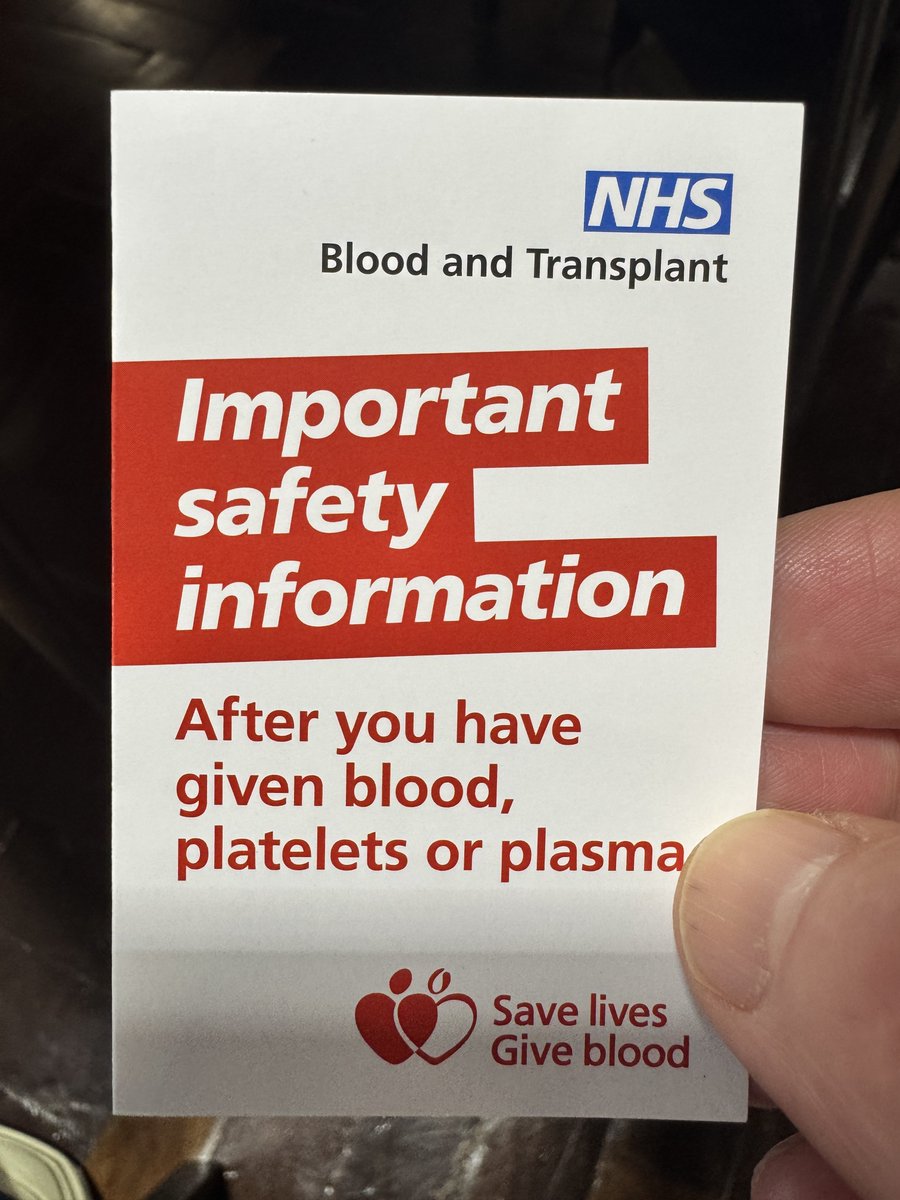 NHS
Blood and Transplant
Important
safety
information
After you have
given blood,
platelets or plasma
Save lives
Give blood